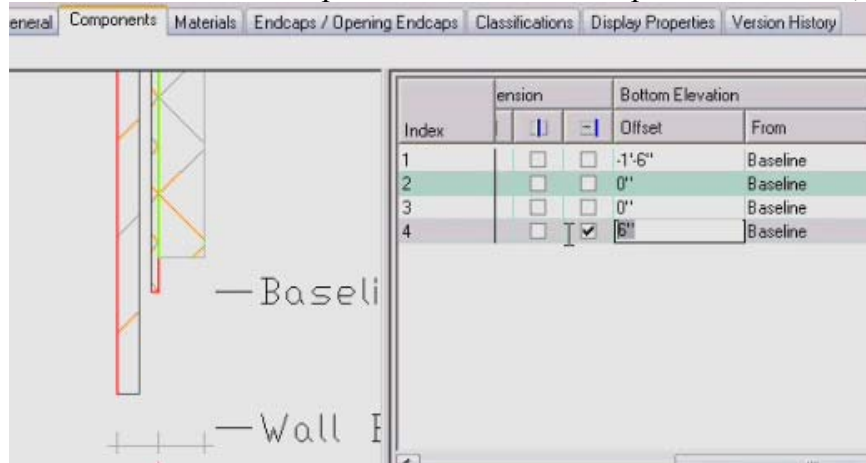 eneral Components Materials Endcaps / Opening Endcaps Classifications Display Properties Version History
ension Bottom Elevation
Index Offset From
1 -1'-6" Baseline
2 0" Baseline
3 0" Baseline
4 6" Baseline
Baseli
Wall